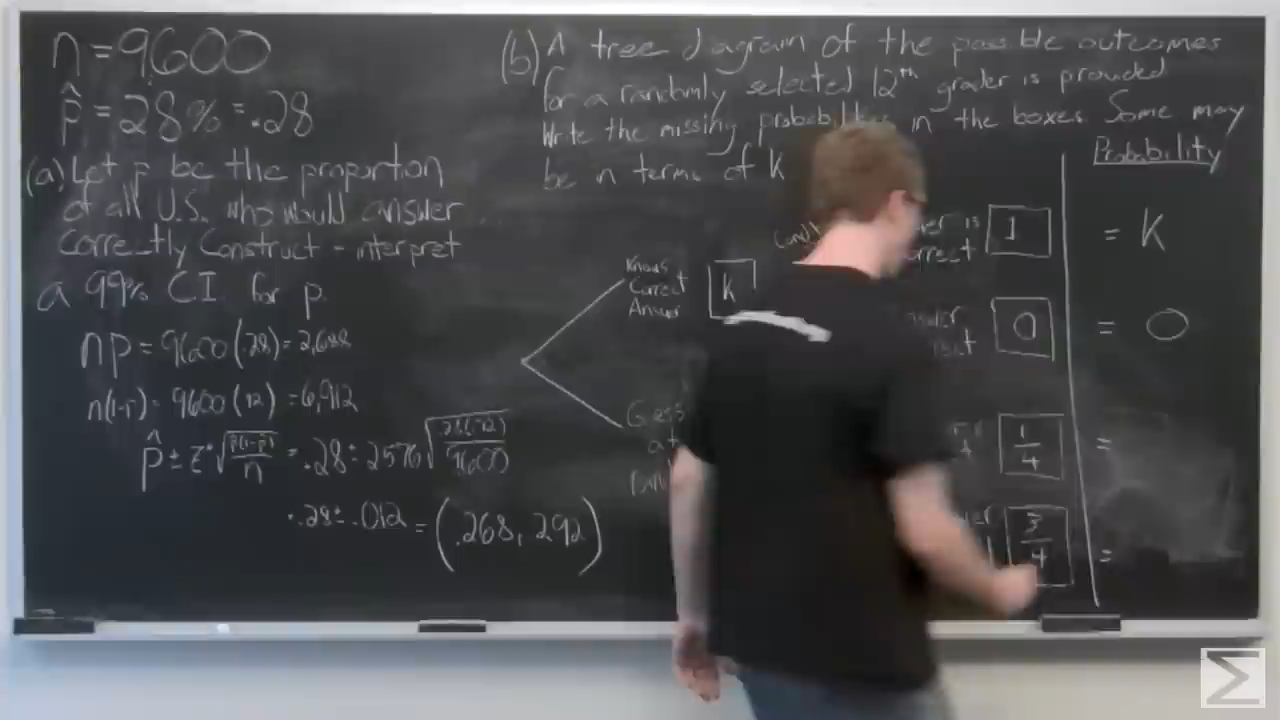 n = 9600
p̂ = 28% = .28
(a) Let p be the proportion
of all U.S. who would answer
Correctly Construct + interpret
a 99% CI for p.
np = 9600(.28) = 2,688
n(1-p) = 9600(.72) = 6,912
p̂ ± z* √(p̂(1-p̂)/n) = .28 ± 2.576 √(.28(.72)/9600)
.28 ± .012 = (.268, .292)
(b) A tree diagram of the possible outcomes
for a randomly selected 12th grader is provided
Write the missing probabilities in the boxes. Some may
be in terms of K
Probability
Knows
Correct
Answer
K
1
= K
0
= 0
1/4
=
3/4
=
Σ